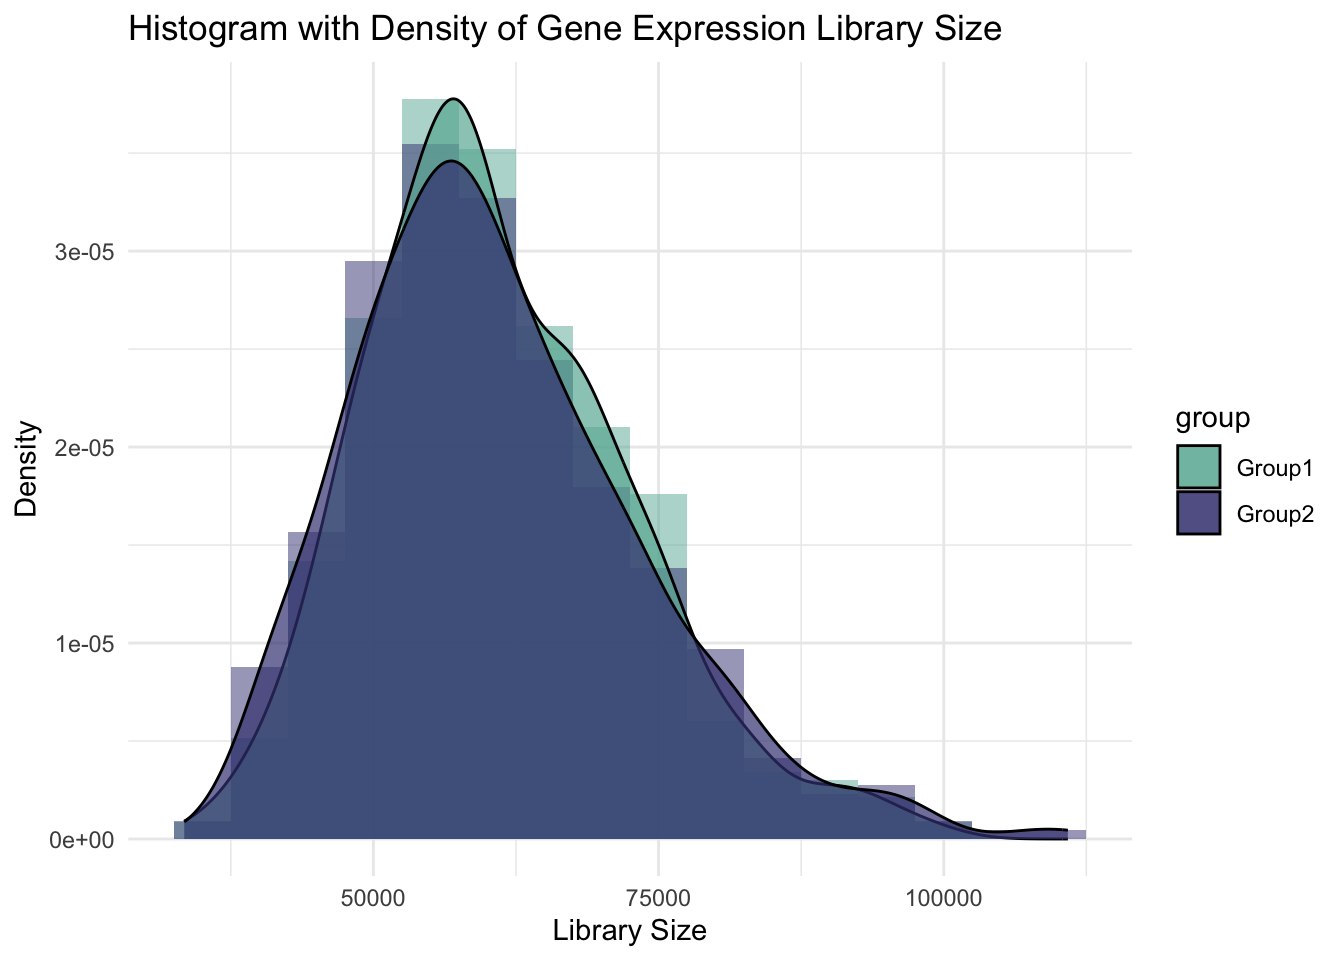 Histogram with Density of Gene Expression Library Size
Density
3e-05
2e-05
1e-05
0e+00
50000
75000
100000
Library Size
group
Group1
Group2